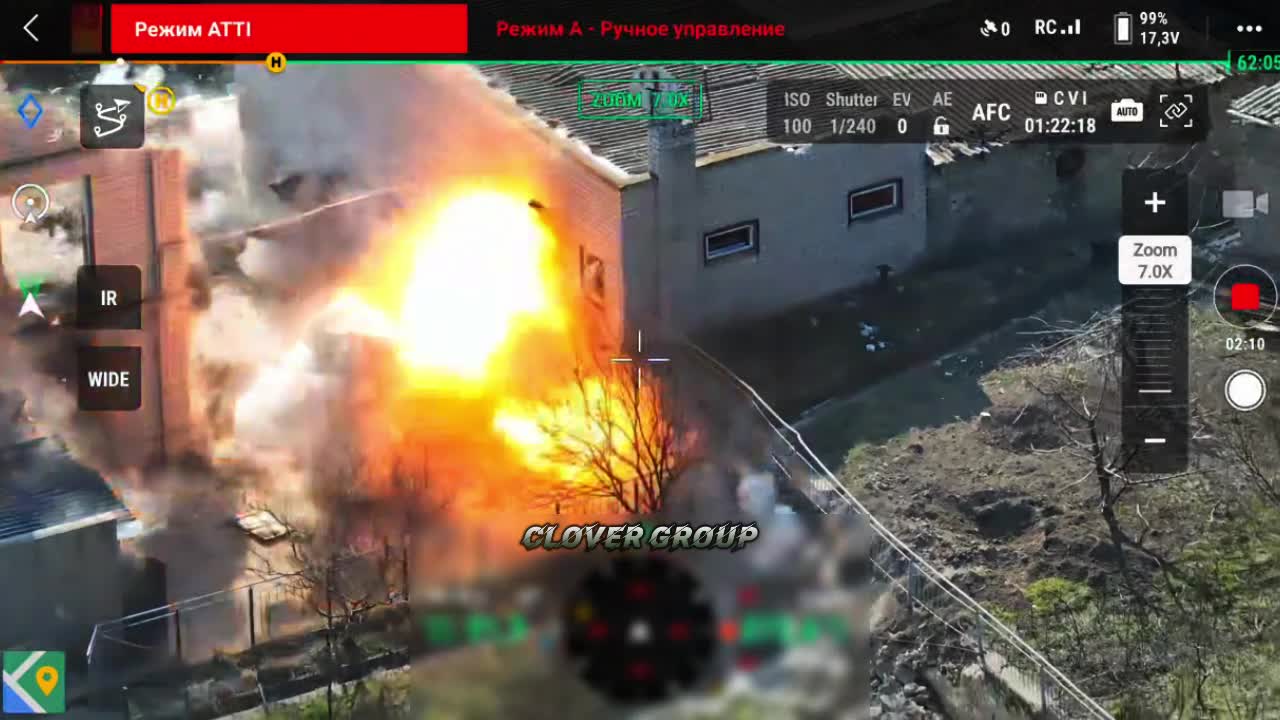 Режим ATTI
Режим A - Ручное управление
0
RC
99%
17,3V
H
62:05
H
ZOOM 7.0X
ISO
100
Shutter
1/240
EV
0
AE
AFC
CVI
01:22:18
AUTO
Zoom
7.0X
IR
WIDE
02:10
CLOVER GROUP